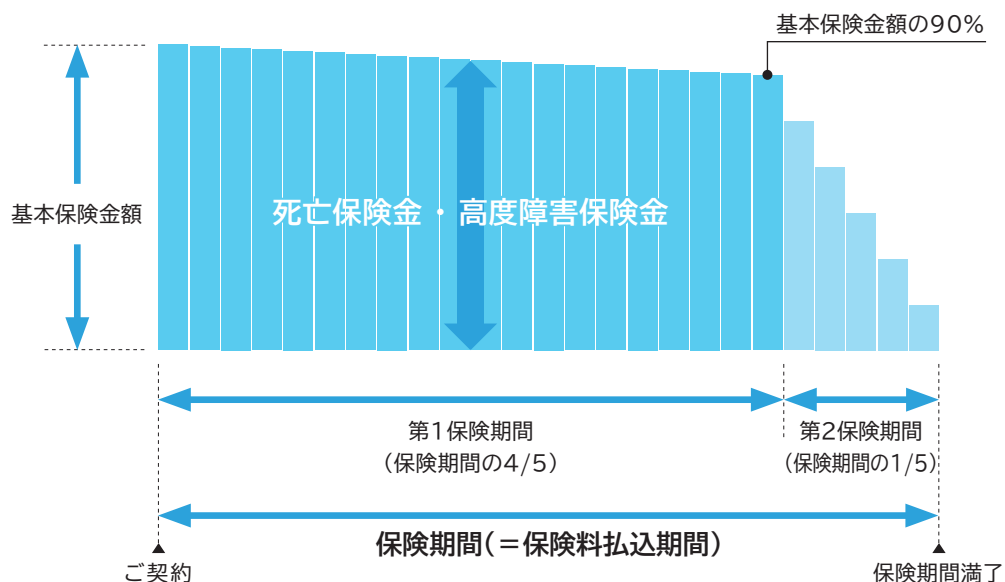 基本保険金額の90%
基本保険金額
死亡保険金・高度障害保険金
第1保険期間
（保険期間の4/5）
第2保険期間
（保険期間の1/5）
保険期間（＝保険料払込期間）
ご契約
保険期間満了